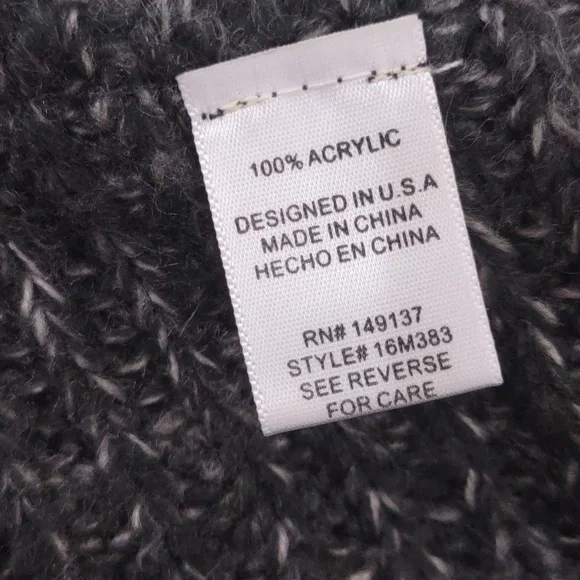 100% ACRYLIC
DESIGNED IN U.S.A
MADE IN CHINA
HECHO EN CHINA
RN# 149137
STYLE# 16M383
SEE REVERSE
FOR CARE